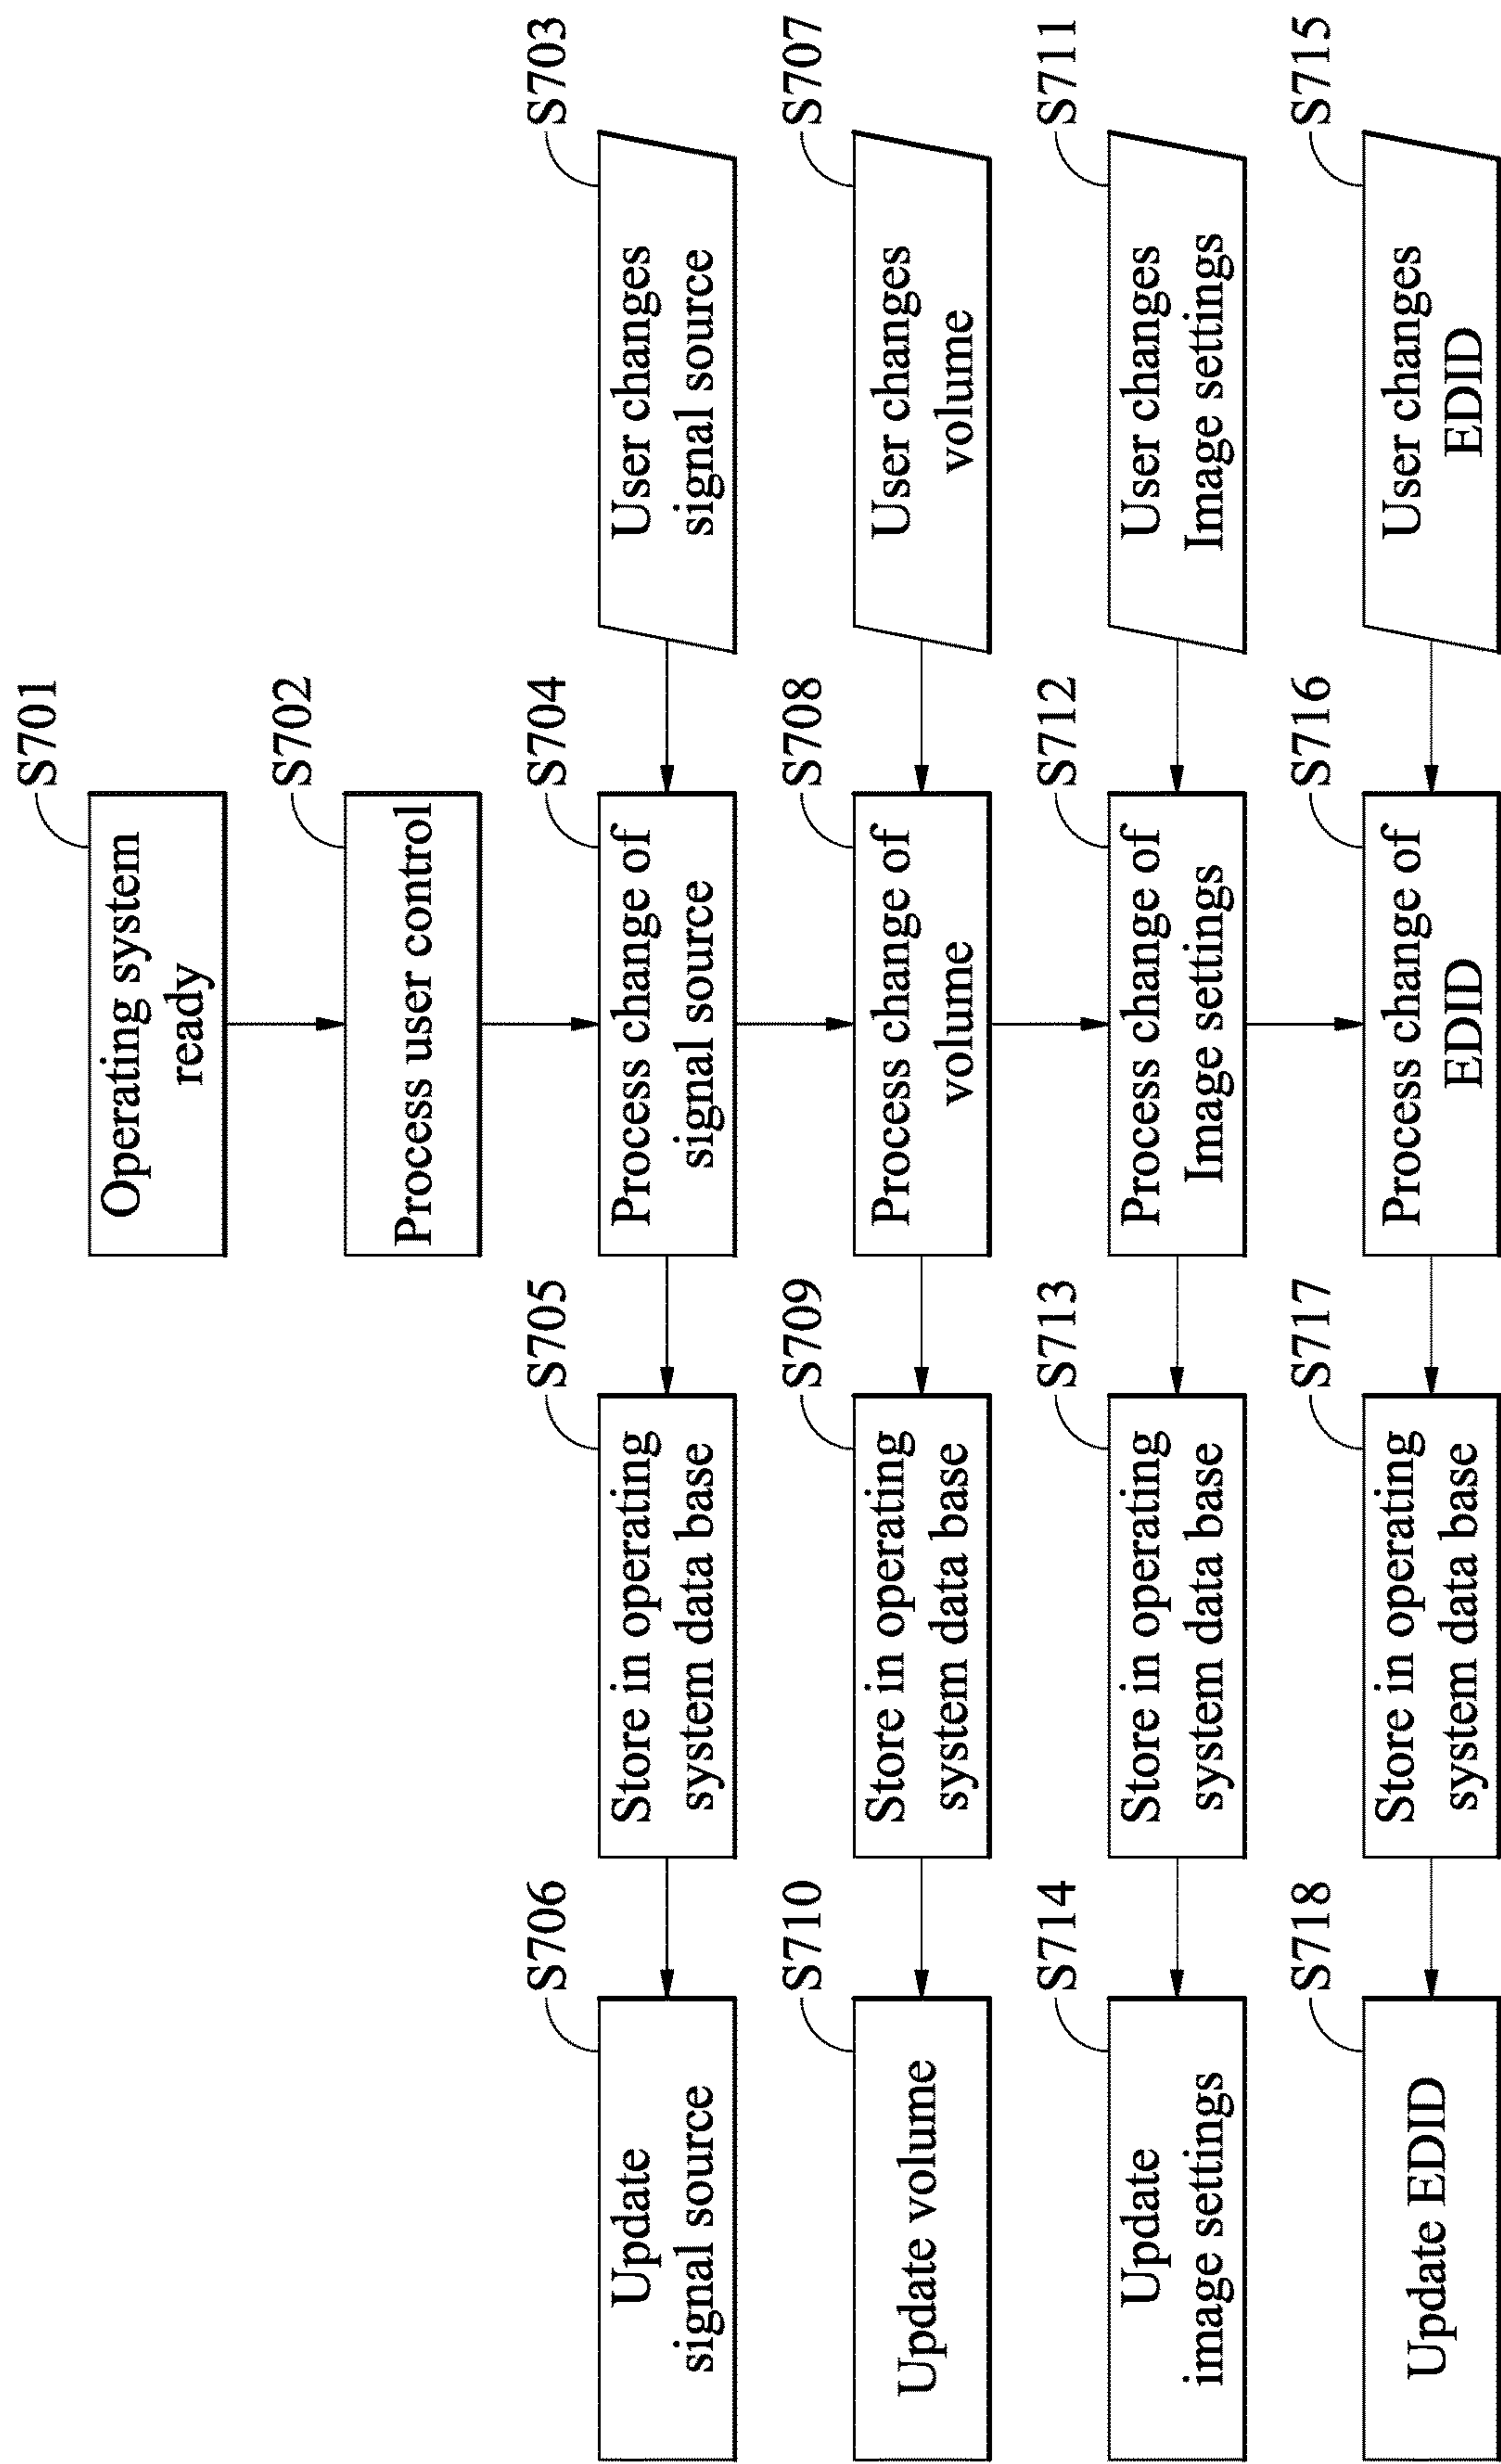 S701
Operating system
ready
S702
Process user control
S703
User changes
signal source
S704
Process change of
signal source
S705
Store in operating
system data base
S706
Update
signal source
S707
User changes
volume
S708
Process change of
volume
S709
Store in operating
system data base
S710
Update volume
S711
User changes
Image settings
S712
Process change of
Image settings
S713
Store in operating
system data base
S714
Update
image settings
S715
User changes
EDID
S716
Process change of
EDID
S717
Store in operating
system data base
S718
Update EDID